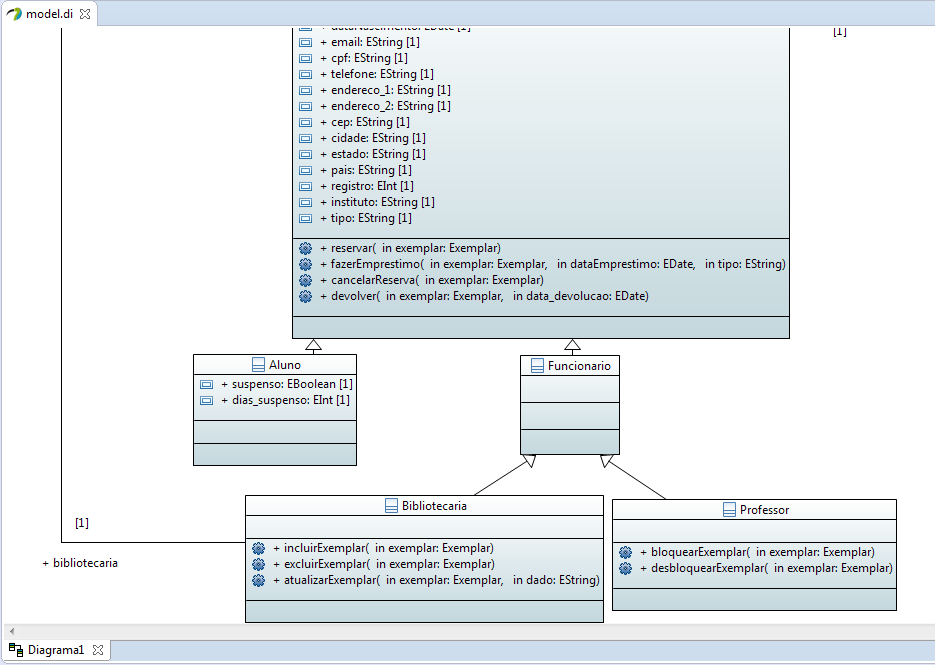 model.di
[1]
+ dataNascimento: EDate [1]
+ email: EString [1]
+ cpf: EString [1]
+ telefone: EString [1]
+ endereco_1: EString [1]
+ endereco_2: EString [1]
+ cep: EString [1]
+ cidade: EString [1]
+ estado: EString [1]
+ pais: EString [1]
+ registro: EInt [1]
+ instituto: EString [1]
+ tipo: EString [1]
+ reservar( in exemplar: Exemplar)
+ fazerEmprestimo( in exemplar: Exemplar, in dataEmprestimo: EDate, in tipo: EString)
+ cancelarReserva( in exemplar: Exemplar)
+ devolver( in exemplar: Exemplar, in data_devolucao: EDate)
Aluno
+ suspenso: EBoolean [1]
+ dias_suspenso: EInt [1]
Funcionario
Bibliotecaria
+ incluirExemplar( in exemplar: Exemplar)
+ excluirExemplar( in exemplar: Exemplar)
+ atualizarExemplar( in exemplar: Exemplar, in dado: EString)
Professor
+ bloquearExemplar( in exemplar: Exemplar)
+ desbloquearExemplar( in exemplar: Exemplar)
[1]
+ bibliotecaria
Diagrama1